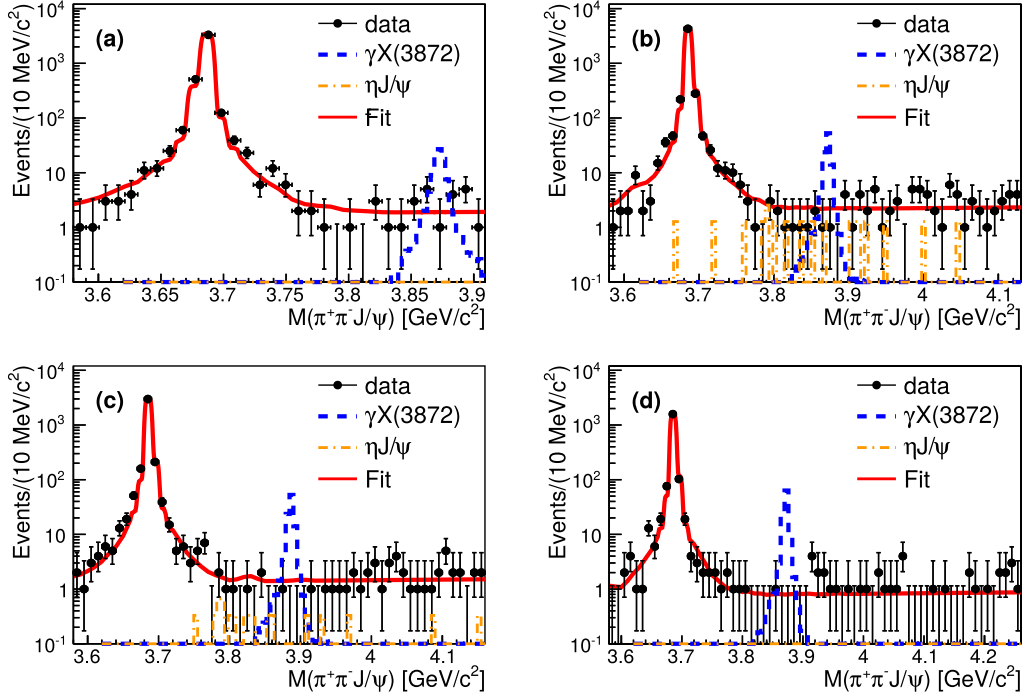 Events/(10 MeV/c²)
10⁴
10³
10²
10
1
10⁻¹
(a)
data
γX(3872)
ηJ/ψ
Fit
3.6 3.65 3.7 3.75 3.8 3.85 3.9
M(π⁺π⁻J/ψ) [GeV/c²]
Events/(10 MeV/c²)
10⁴
10³
10²
10
1
10⁻¹
(b)
data
γX(3872)
ηJ/ψ
Fit
3.6 3.7 3.8 3.9 4 4.1
M(π⁺π⁻J/ψ) [GeV/c²]
Events/(10 MeV/c²)
10⁴
10³
10²
10
1
10⁻¹
(c)
data
γX(3872)
ηJ/ψ
Fit
3.6 3.7 3.8 3.9 4 4.1
M(π⁺π⁻J/ψ) [GeV/c²]
Events/(10 MeV/c²)
10⁴
10³
10²
10
1
10⁻¹
(d)
data
γX(3872)
ηJ/ψ
Fit
3.6 3.7 3.8 3.9 4 4.1 4.2
M(π⁺π⁻J/ψ) [GeV/c²]